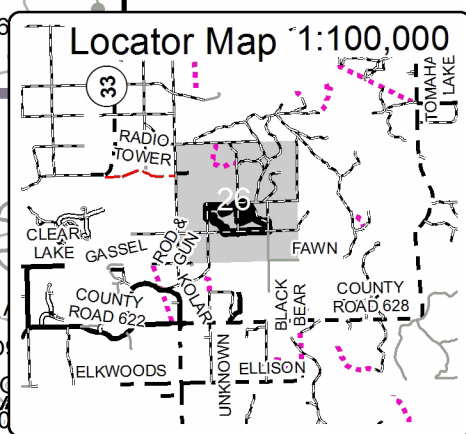 Locator Map 1:100,000
33
TOMAHA
LAKE
RADIO
TOWER
26
CLEAR
LAKE
GASSEL
ROD &
GUN
FAWN
KOLAR
COUNTY
ROAD 622
BLACK
BEAR
COUNTY
ROAD 628
UNKNOWN
ELKWOODS
ELLISON